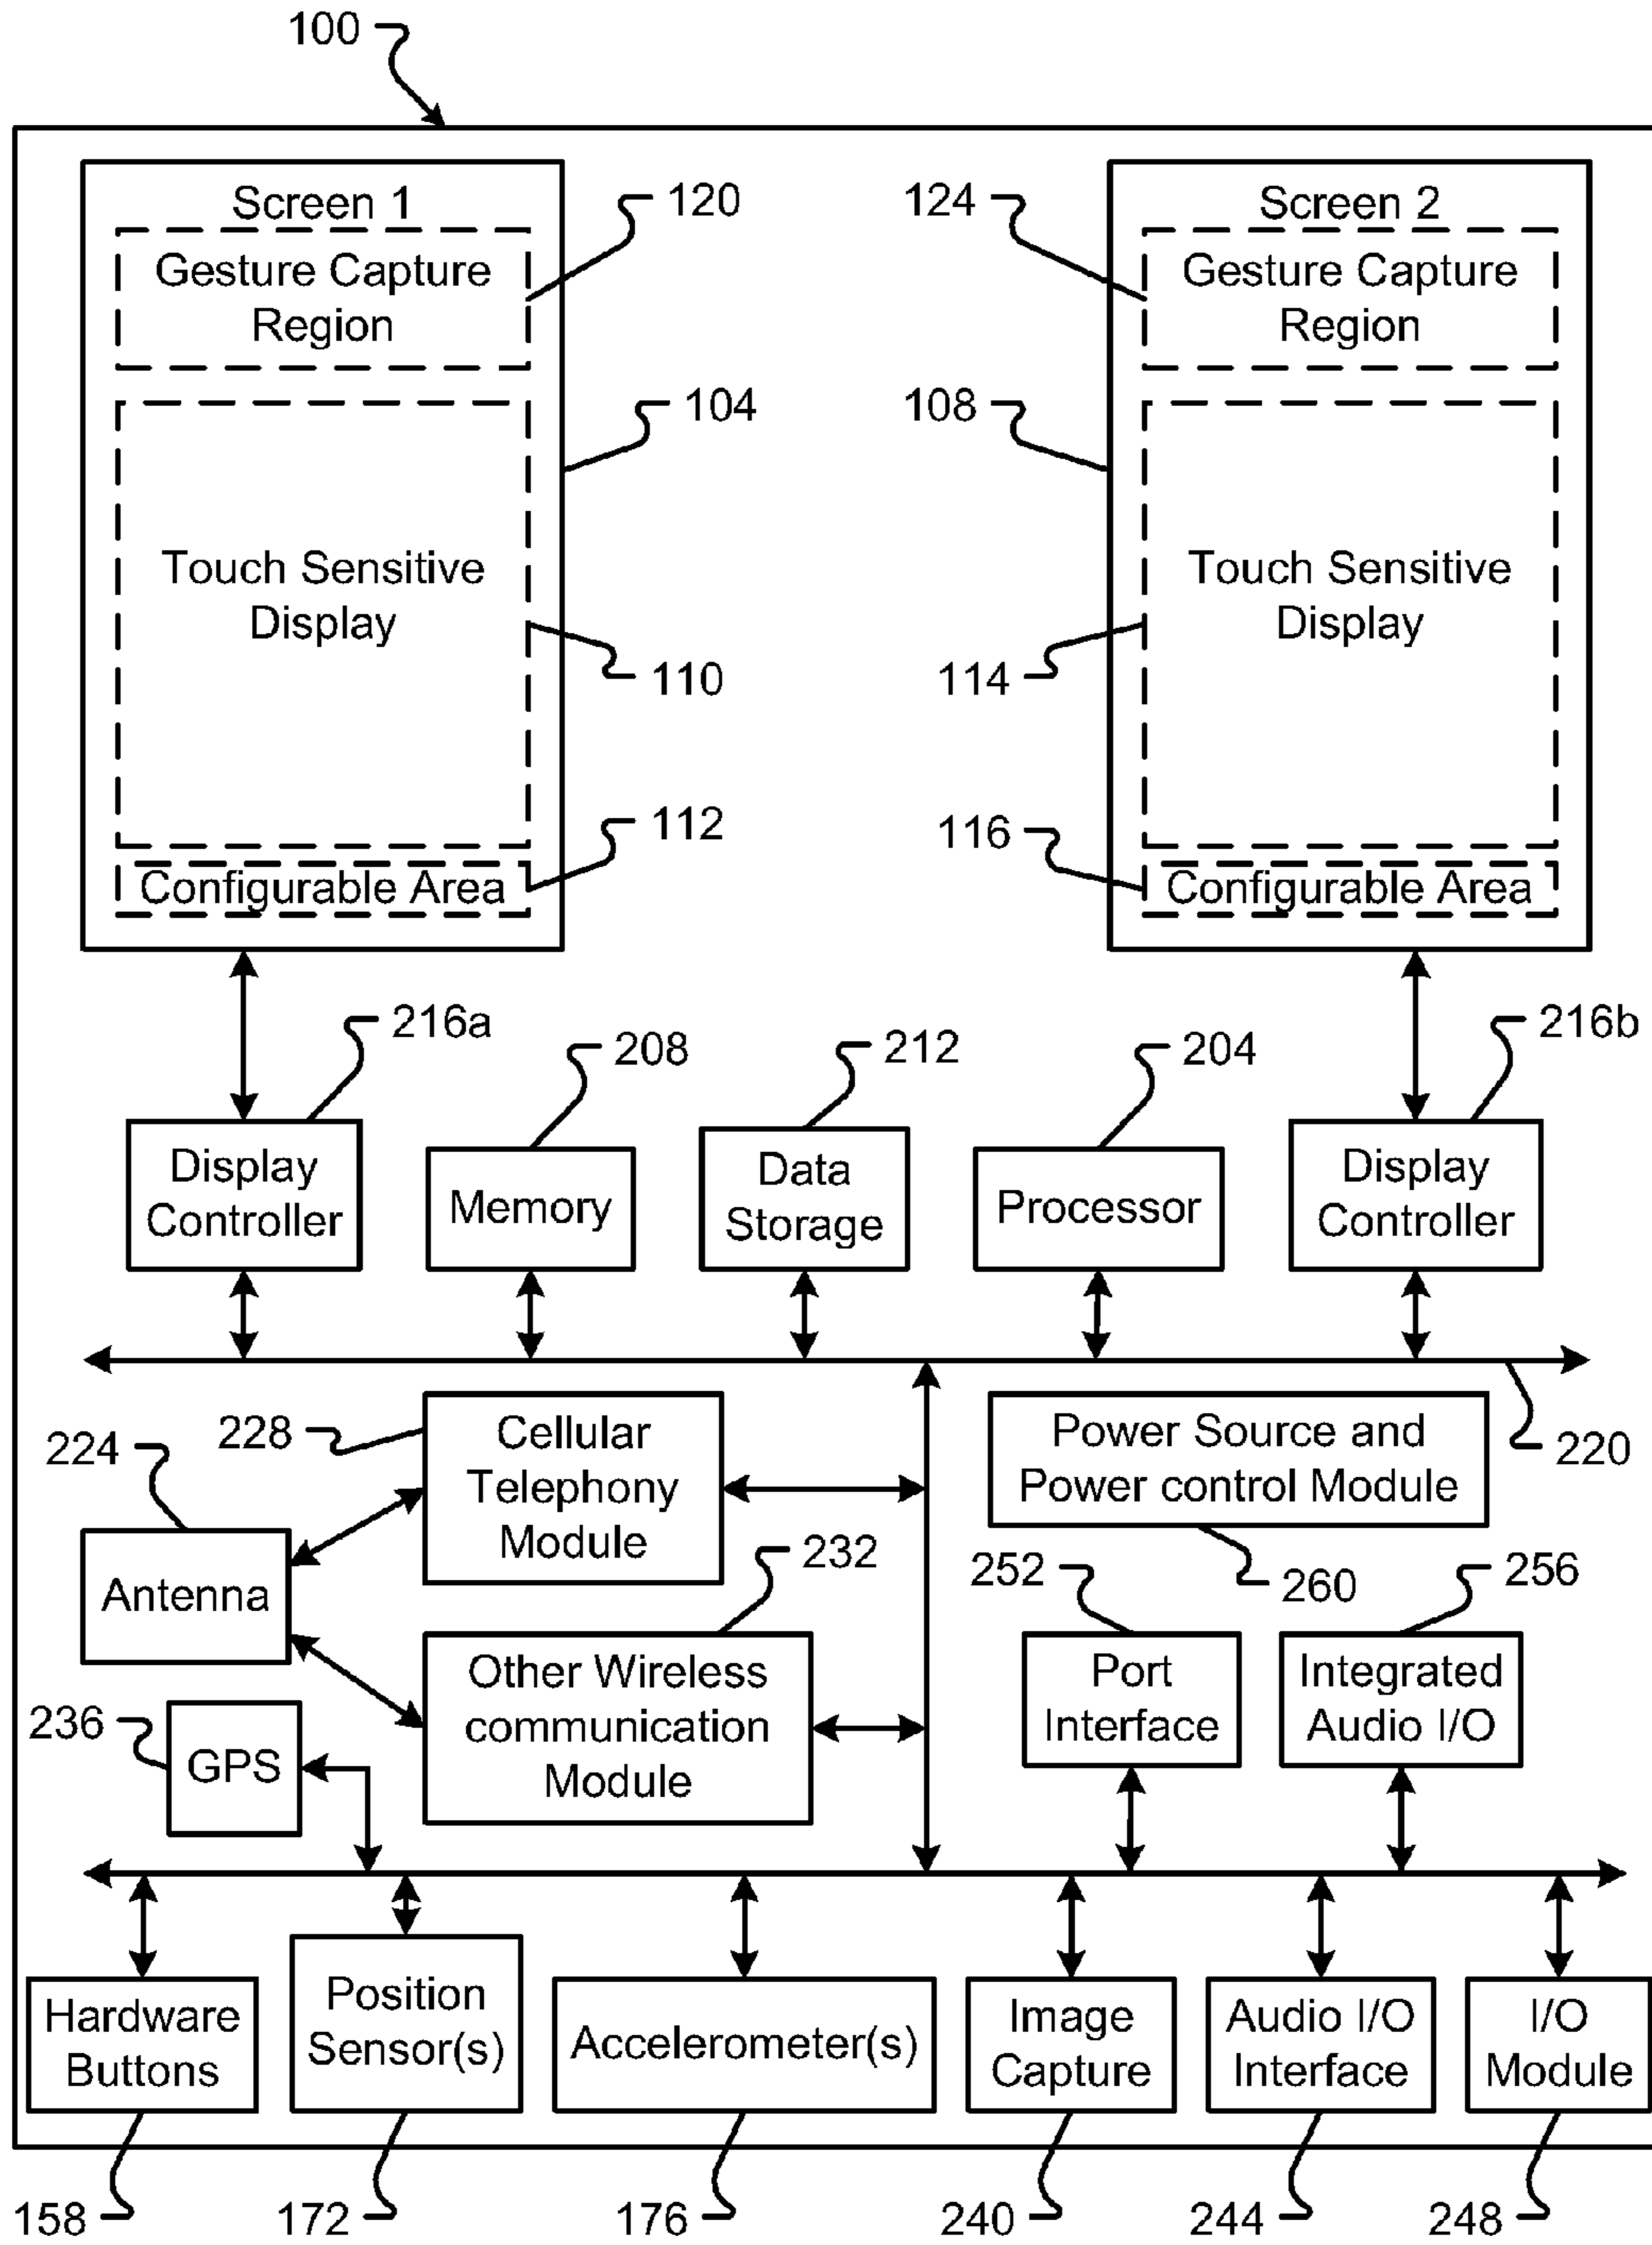 100
Screen 1
Gesture Capture
Region
120
124
Screen 2
Gesture Capture
Region
104
108
Touch Sensitive
Display
Touch Sensitive
Display
110
114
112
116
Configurable Area
Configurable Area
216a
208
212
204
216b
Display
Controller
Memory
Data
Storage
Processor
Display
Controller
228
Cellular
Telephony
Module
Power Source and
Power control Module
220
224
Antenna
232
252
260
256
Other Wireless
communication
Module
Port
Interface
Integrated
Audio I/O
236
GPS
Hardware
Buttons
Position
Sensor(s)
Accelerometer(s)
Image
Capture
Audio I/O
Interface
I/O
Module
158
172
176
240
244
248